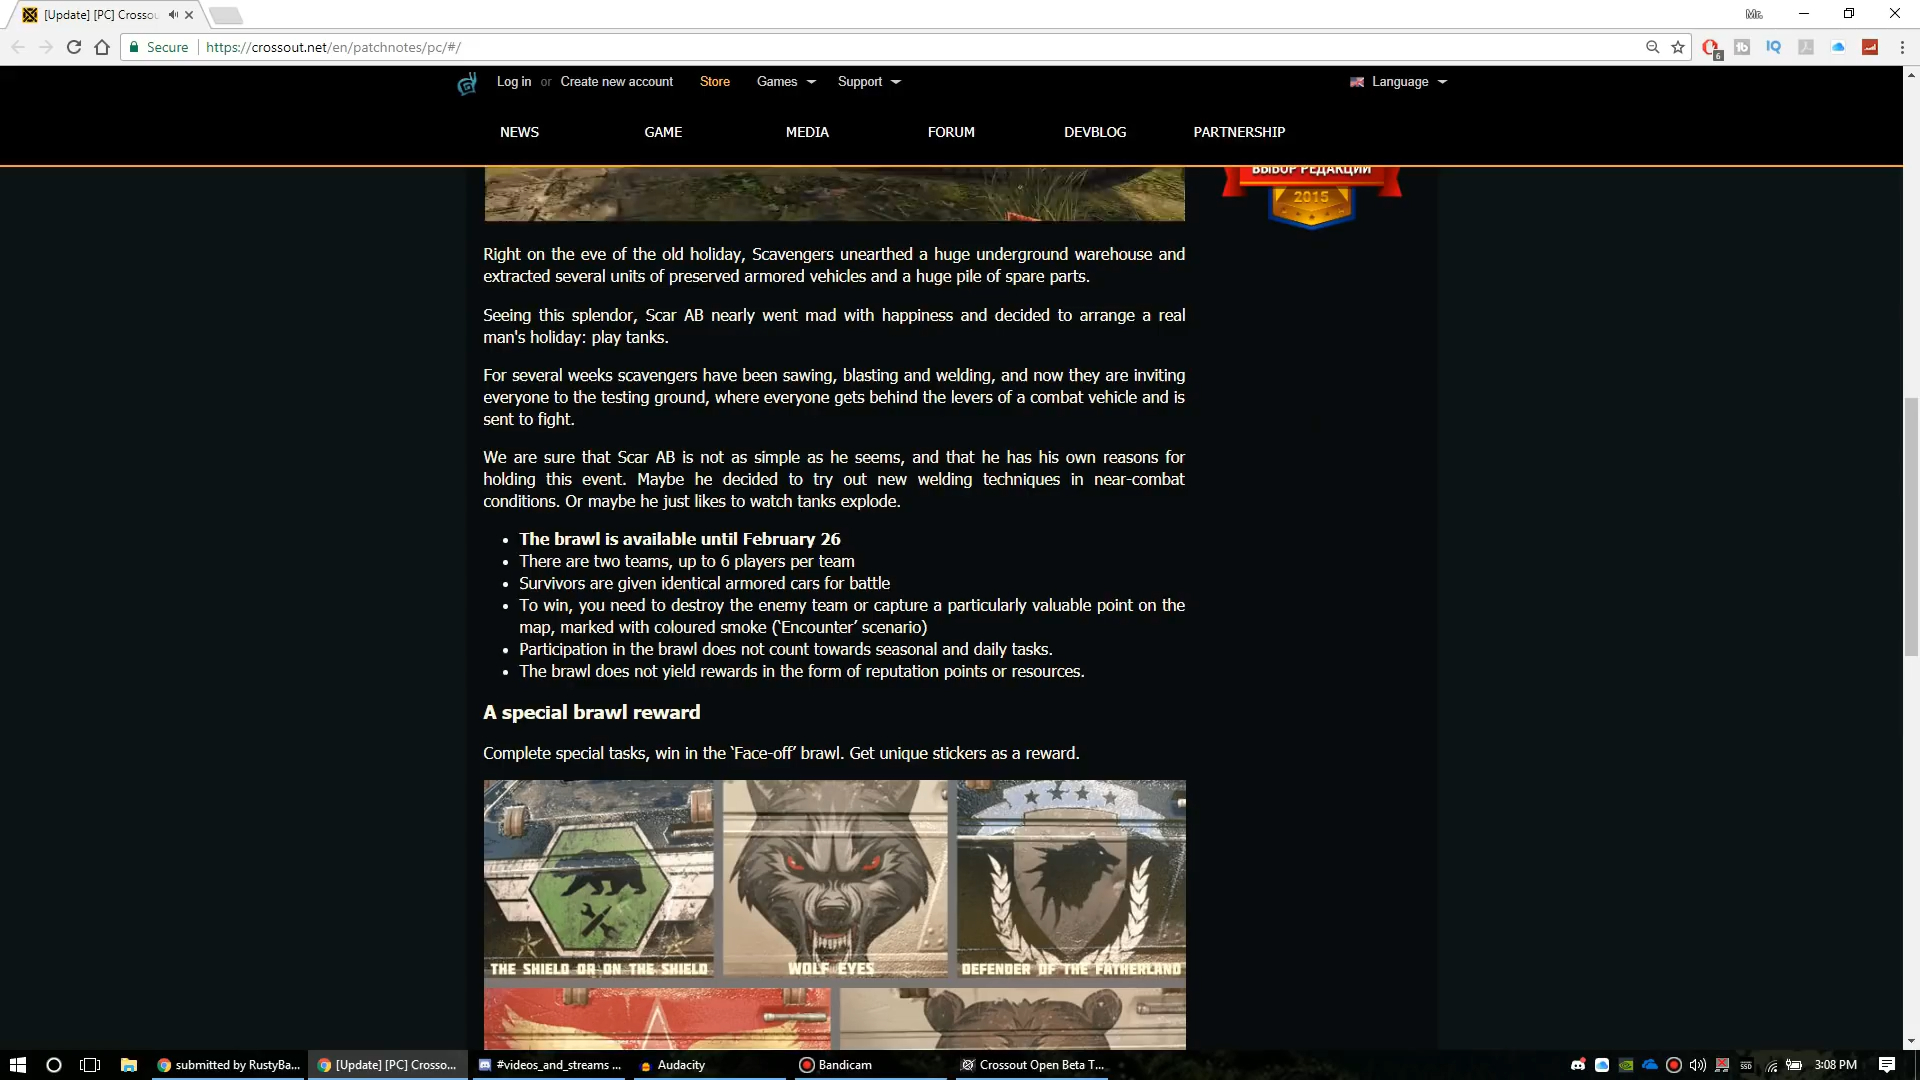 [Update] [PC] Crossou
Mr.
Secure
https://crossout.net/en/patchnotes/pc/#/
6
Log in or Create new account Store Games Support Language
NEWS GAME MEDIA FORUM DEVBLOG PARTNERSHIP
ВЫБОР РЕДАКЦИИ
2015
Right on the eve of the old holiday, Scavengers unearthed a huge underground warehouse and
extracted several units of preserved armored vehicles and a huge pile of spare parts.
Seeing this splendor, Scar AB nearly went mad with happiness and decided to arrange a real
man's holiday: play tanks.
For several weeks scavengers have been sawing, blasting and welding, and now they are inviting
everyone to the testing ground, where everyone gets behind the levers of a combat vehicle and is
sent to fight.
We are sure that Scar AB is not as simple as he seems, and that he has his own reasons for
holding this event. Maybe he decided to try out new welding techniques in near-combat
conditions. Or maybe he just likes to watch tanks explode.
• The brawl is available until February 26
• There are two teams, up to 6 players per team
• Survivors are given identical armored cars for battle
• To win, you need to destroy the enemy team or capture a particularly valuable point on the
map, marked with coloured smoke (‘Encounter’ scenario)
• Participation in the brawl does not count towards seasonal and daily tasks.
• The brawl does not yield rewards in the form of reputation points or resources.
A special brawl reward
Complete special tasks, win in the ‘Face-off’ brawl. Get unique stickers as a reward.
THE SHIELD OR ON THE SHIELD
WOLF EYES
DEFENDER OF THE FATHERLAND
submitted by RustyBa...
[Update] [PC] Crosso...
#videos_and_streams ...
Audacity
Bandicam
Crossout Open Beta T...
3:08 PM